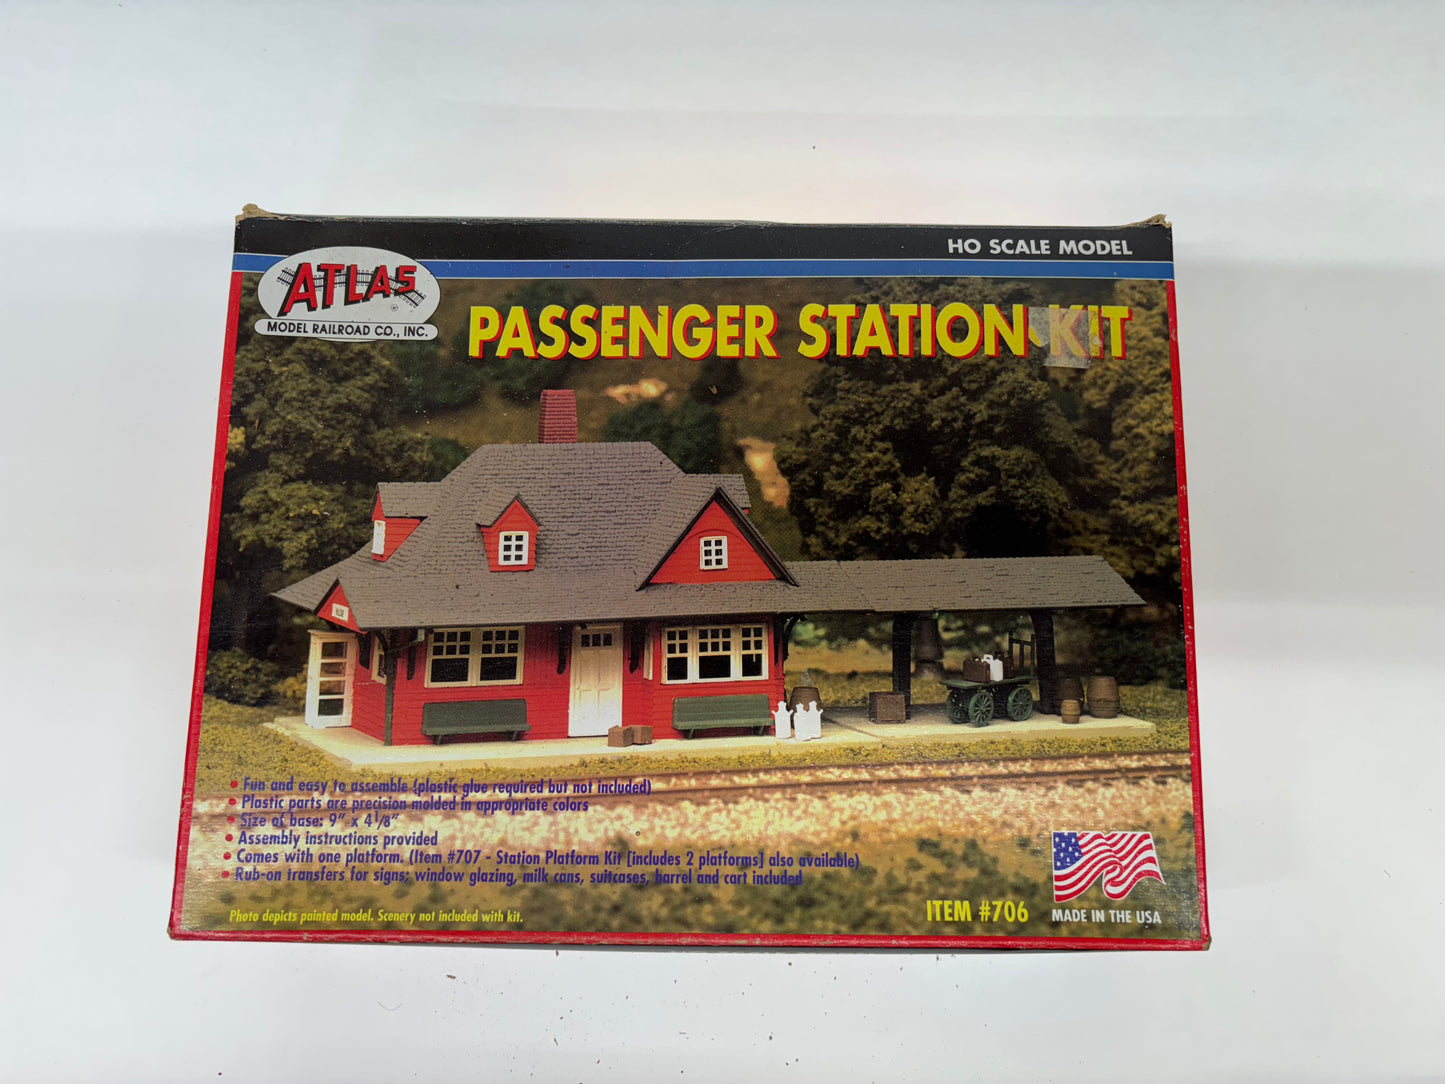 HO SCALE MODEL
ATLAS
®
MODEL RAILROAD CO., INC.
PASSENGER STATION KIT
• Fun and easy to assemble (plastic glue required but not included)
• Plastic parts are precision molded in appropriate colors
• Size of base: 9" x 4 1/8"
• Assembly instructions provided
• Comes with one platform. (Item #707 - Station Platform Kit [includes 2 platforms] also available)
• Rub-on transfers for signs; window glazing, milk cans, suitcases, barrel and cart included
Photo depicts painted model. Scenery not included with kit.
ITEM #706
MADE IN THE USA